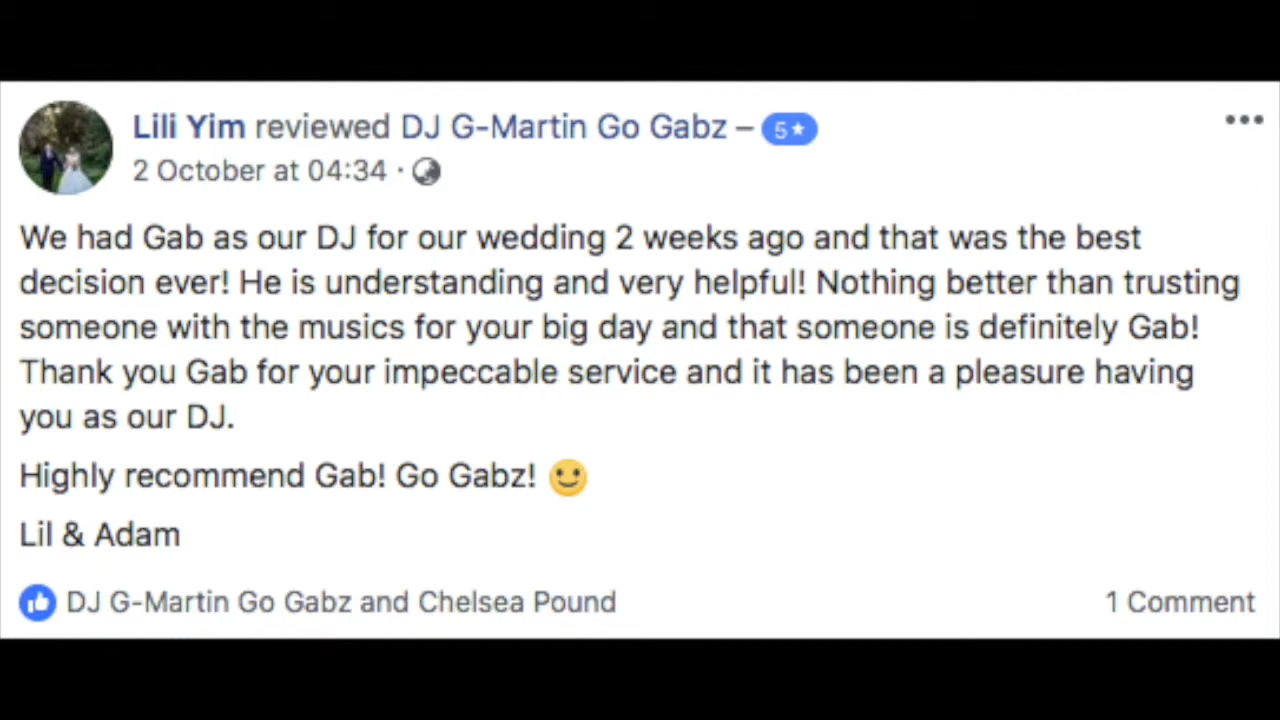 Lili Yim reviewed DJ G-Martin Go Gabz – 5★
2 October at 04:34 ·
We had Gab as our DJ for our wedding 2 weeks ago and that was the best
decision ever! He is understanding and very helpful! Nothing better than trusting
someone with the musics for your big day and that someone is definitely Gab!
Thank you Gab for your impeccable service and it has been a pleasure having
you as our DJ.
Highly recommend Gab! Go Gabz! 🙂
Lil & Adam
DJ G-Martin Go Gabz and Chelsea Pound 1 Comment